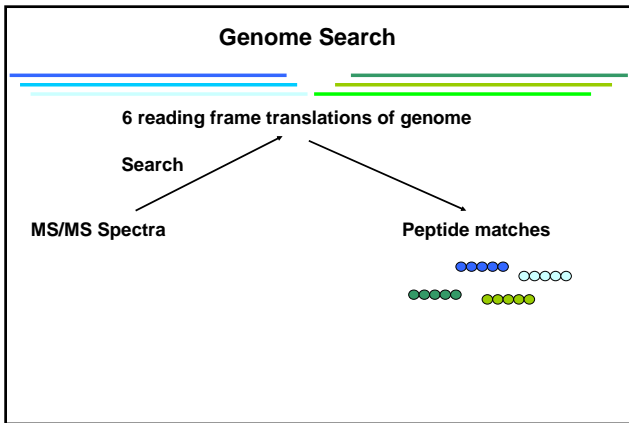 Genome Search
6 reading frame translations of genome
Search
MS/MS Spectra
Peptide matches